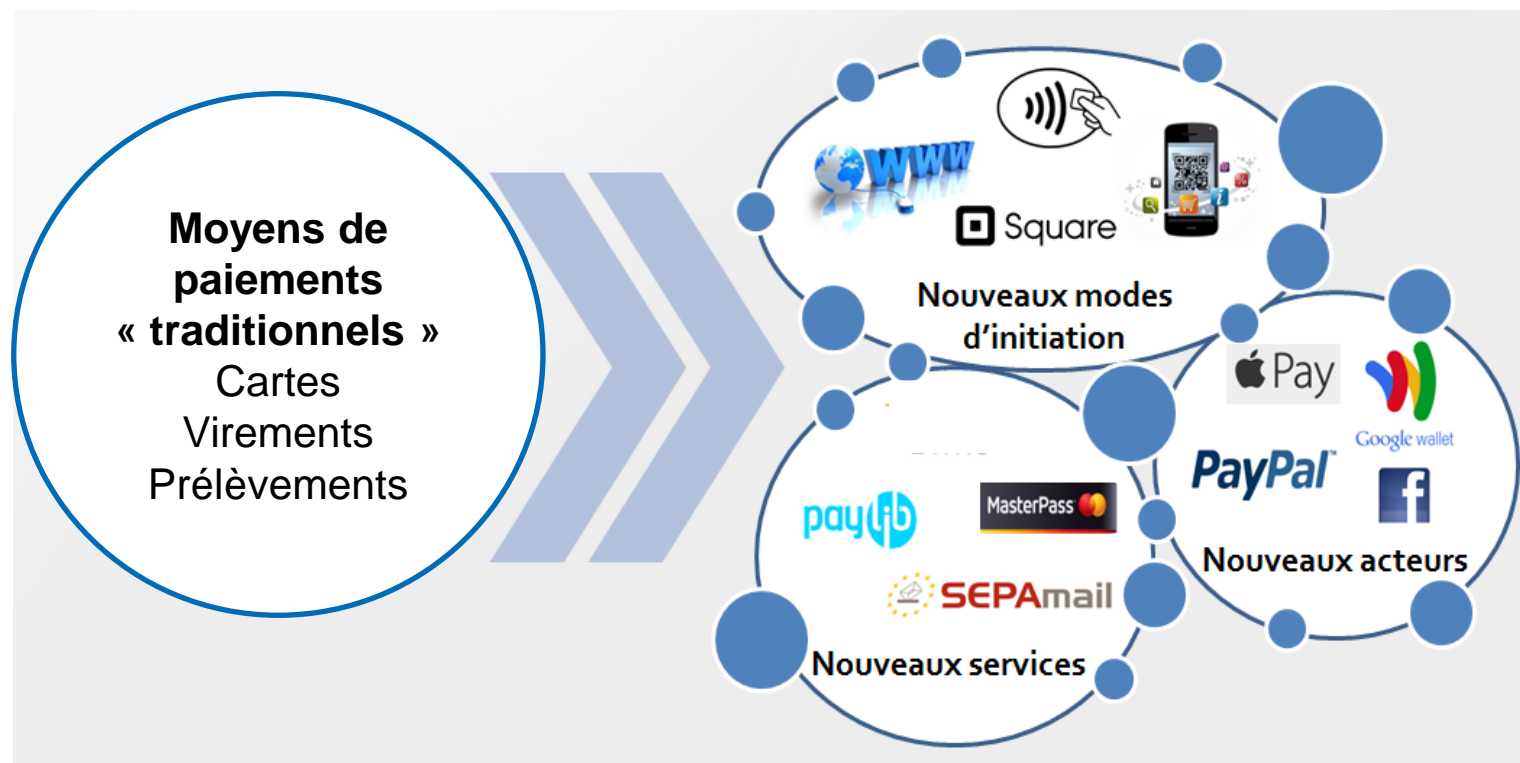 Moyens de
paiements
« traditionnels »
Cartes
Virements
Prélèvements
WWW
Square
Nouveaux modes
d'initiation
Pay
Google wallet
PayPal™
f
Nouveaux acteurs
paylib
MasterPass
SEPAmail
Nouveaux services